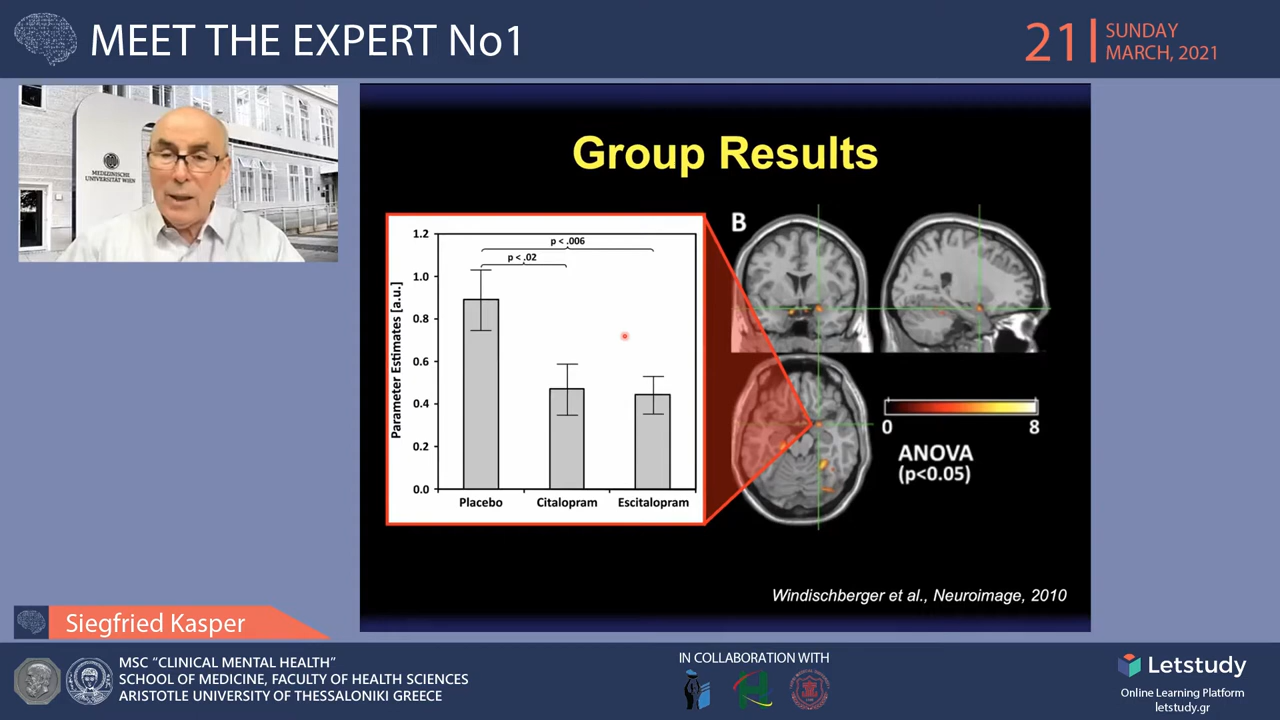 MEET THE EXPERT No1
21
SUNDAY
MARCH, 2021
MEDIZINISCHE
UNIVERSITÄT WIEN
Group Results
1.2
1.0
0.8
0.6
0.4
0.2
0.0
Parameter Estimates [a.u.]
p < .006
p < .02
Placebo
Citalopram
Escitalopram
B
0
8
ANOVA
(p<0.05)
Windischberger et al., Neuroimage, 2010
Siegfried Kasper
MSC “CLINICAL MENTAL HEALTH”
SCHOOL OF MEDICINE, FACULTY OF HEALTH SCIENCES
ARISTOTLE UNIVERSITY OF THESSALONIKI GREECE
IN COLLABORATION WITH
Letstudy
Online Learning Platform
letstudy.gr